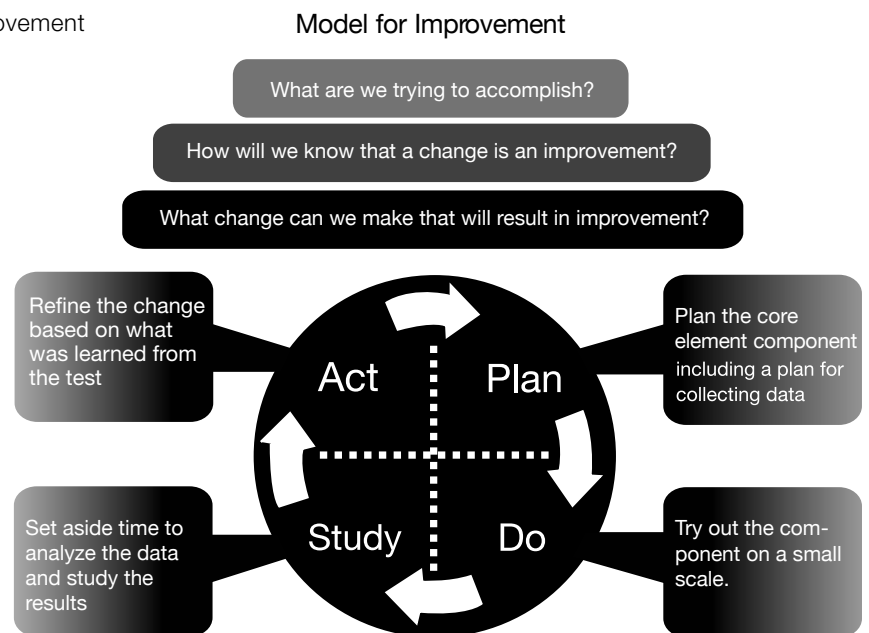 ovement
Model for Improvement
What are we trying to accomplish?
How will we know that a change is an improvement?
What change can we make that will result in improvement?
Refine the change
based on what
was learned from
the test
Plan the core
element component
including a plan for
collecting data
Act
Plan
Study
Do
Set aside time to
analyze the data
and study the
results
Try out the com-
ponent on a small
scale.